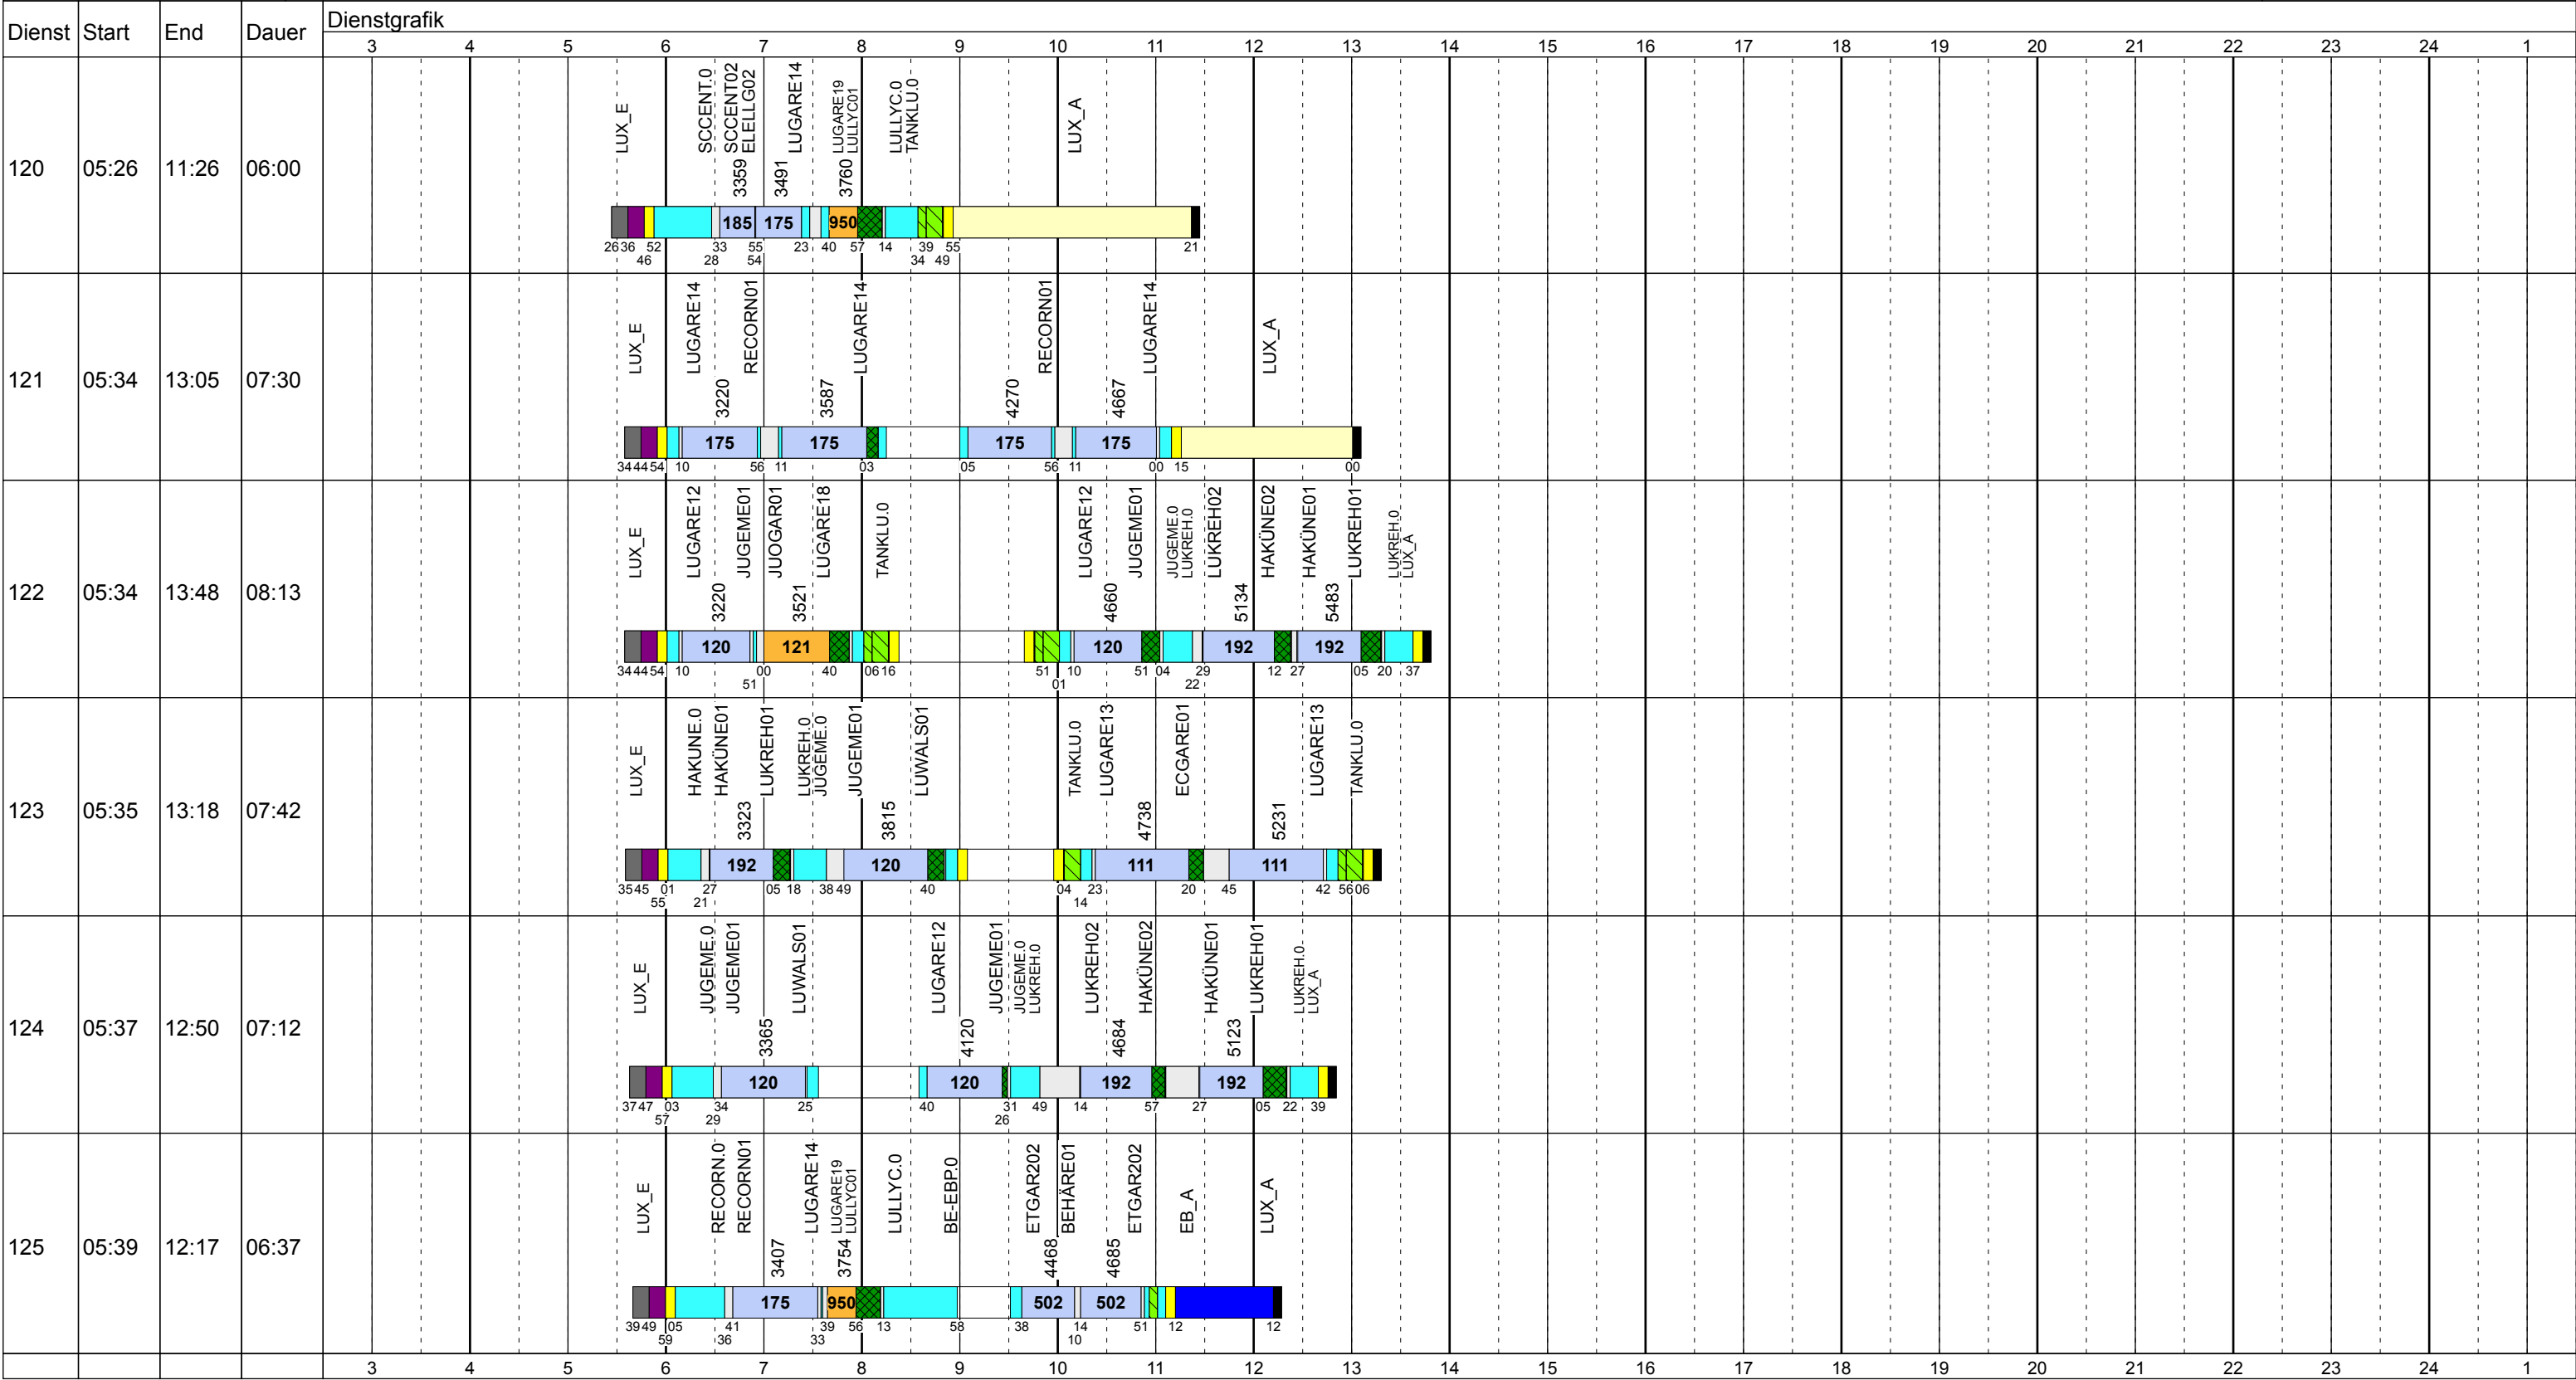 Dienst Start End Dauer Dienstgrafik
3 4 5 6 7 8 9 10 11 12 13 14 15 16 17 18 19 20 21 22 23 24 1
120 05:26 11:26 06:00
LUX_E SCCENT.0 SCCENT02 ELELLG02 LUGARE14 LUGARE19 LULLYC01 LULLYC.0 TANKLU.0 LUX_A
3359 3491 3760
185 175 950
26 36 52 33 55 23 40 57 14 39 55 21
46 28 54 34 49
121 05:34 13:05 07:30
LUX_E LUGARE14 RECORN01 LUGARE14 RECORN01 LUGARE14 LUX_A
3220 3587 4270 4667
175 175 175 175
34 44 54 10 56 11 03 05 56 11 00 15 00
122 05:34 13:48 08:13
LUX_E LUGARE12 JUGEME01 JUOGAR01 LUGARE18 TANKLU.0 LUGARE12 JUGEME01 JUGEME.0 LUKREH.0 LUKREH02 HAKÜNE02 HAKÜNE01 LUKREH01 LUKREH.0 LUX_A
3220 3521 4660 5134 5483
120 121 120 192 192
34 44 54 10 00 40 06 16 51 10 51 04 29 12 27 05 20 37
51 01 22
123 05:35 13:18 07:42
LUX_E HAKÜNE.0 HAKÜNE01 LUKREH01 LUKREH.0 JUGEME.0 JUGEME01 LUWALS01 TANKLU.0 LUGARE13 ECGARE01 LUGARE13 TANKLU.0
3323 3815 4738 5231
192 120 111 111
35 45 01 27 05 18 38 49 40 04 23 20 45 42 56 06
55 21 14
124 05:37 12:50 07:12
LUX_E JUGEME.0 JUGEME01 LUWALS01 LUGARE12 JUGEME01 JUGEME.0 LUKREH.0 LUKREH02 HAKÜNE02 HAKÜNE01 LUKREH01 LUKREH.0 LUX_A
3365 4120 4684 5123
120 120 192 192
37 47 03 34 25 40 31 49 14 57 27 05 22 39
57 29 26
125 05:39 12:17 06:37
LUX_E RECORN.0 RECORN01 LUGARE14 LUGARE19 LULLYC01 LULLYC.0 BE-EBP.0 ETGAR202 BEHÄRE01 ETGAR202 EB_A LUX_A
3407 3754 4468 4685
175 950 502 502
39 49 05 41 39 56 13 58 38 14 51 12 12
59 36 33 10
3 4 5 6 7 8 9 10 11 12 13 14 15 16 17 18 19 20 21 22 23 24 1